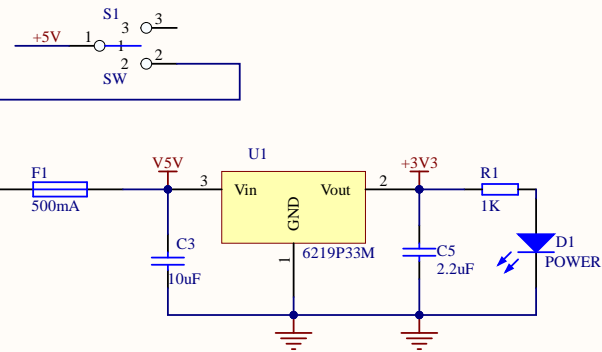 S1
3 3
+5V 1 1
2 2
SW
F1
500mA
V5V
U1
+3V3
R1
1K
3 Vin Vout 2
GND
1
6219P33M
C3
10uF
C5
2.2uF
D1
POWER